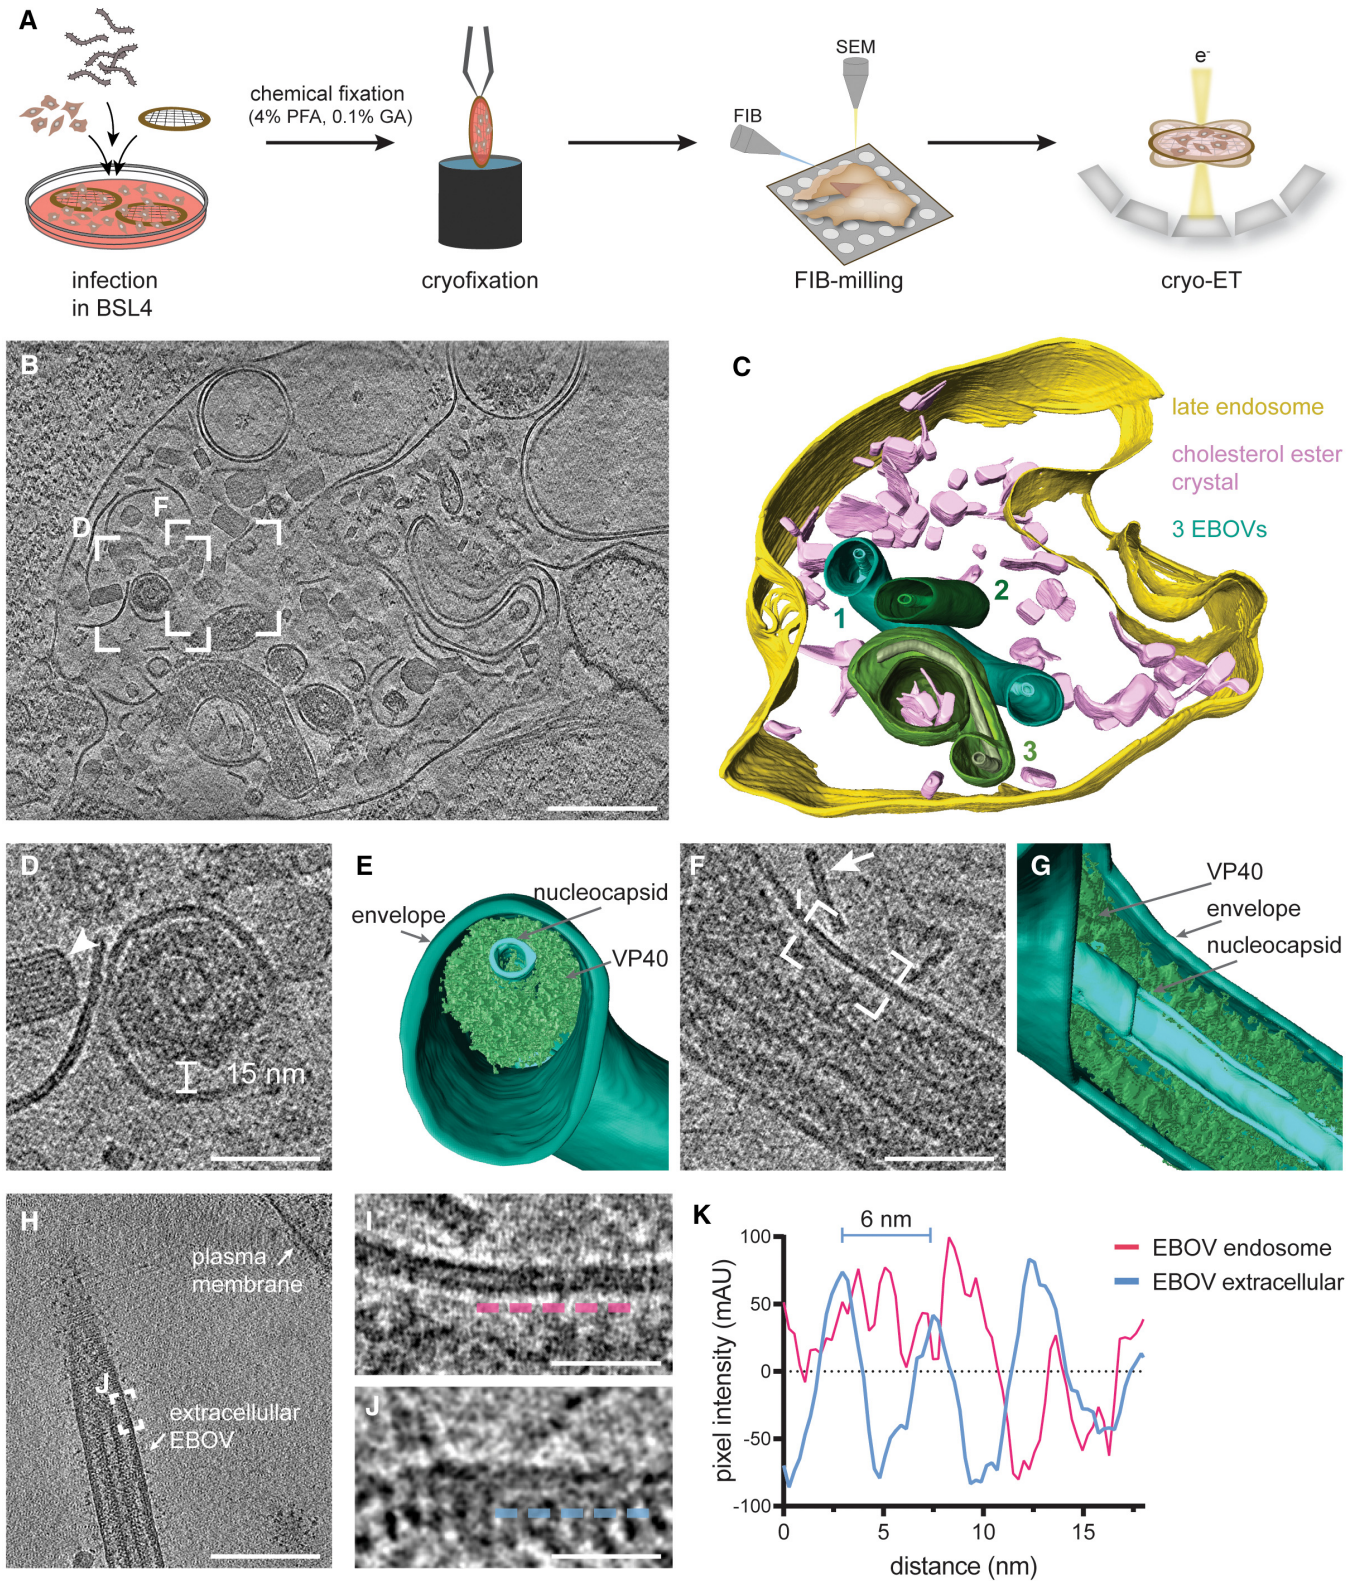 A
chemical fixation
(4% PFA, 0.1% GA)
SEM
FIB
e-
infection
in BSL4
cryofixation
FIB-milling
cryo-ET
B
D
F
C
late endosome
cholesterol ester
crystal
3 EBOVs
1
2
3
D
15 nm
E
nucleocapsid
envelope
VP40
F
I
G
VP40
envelope
nucleocapsid
H
plasma
membrane
J
extracellullar
EBOV
I
J
K
6 nm
EBOV endosome
EBOV extracellular
pixel intensity (mAU)
100
50
0
-50
-100
0
5
10
15
distance (nm)